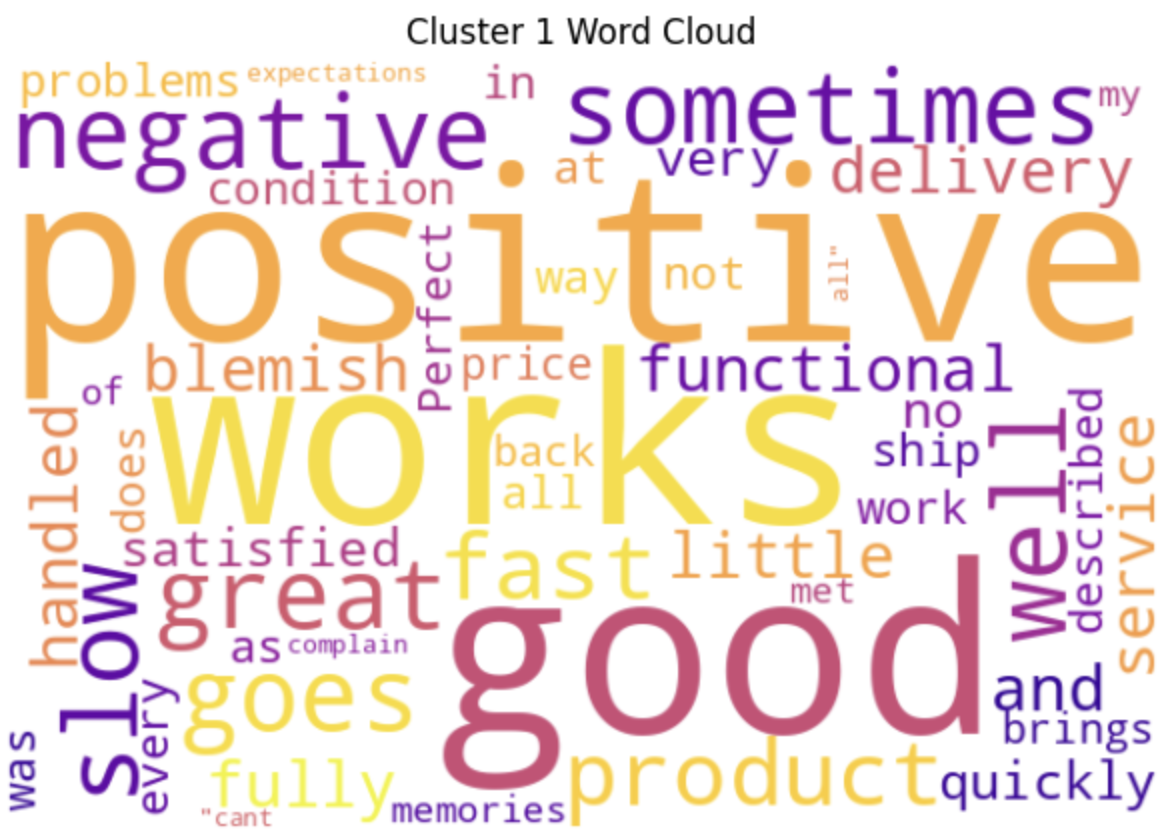 Cluster 1 Word Cloud
problems
expectations
in
sometimes
my
negative
at
very
delivery
condition
positive
Perfect
way
not
all"
blemish
price
functional
of
works
no
well
described
handled
does
back
ship
service
all
work
satisfied
fast
little
slow
great
met
as
complain
good
goes
and
every
brings
was
fully
product
quickly
"cant
memories